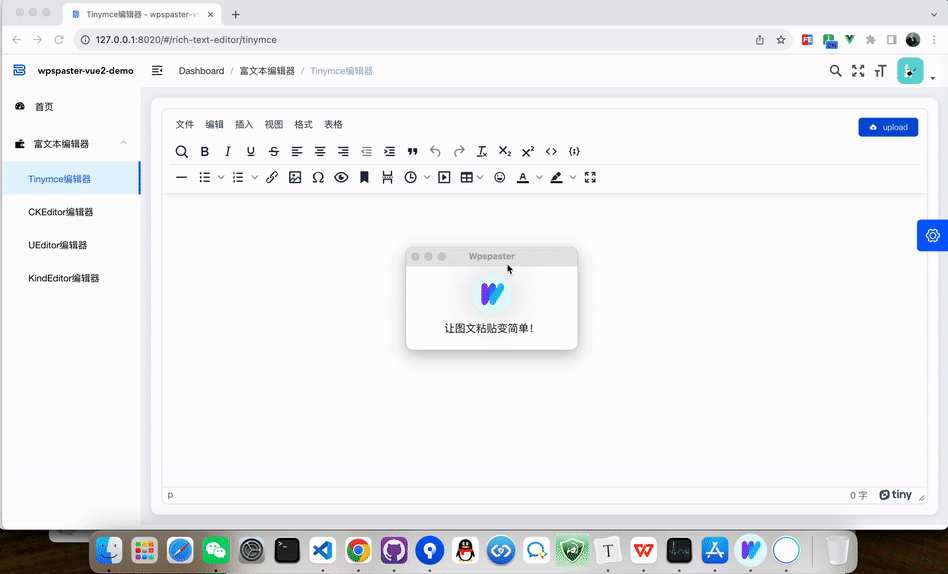 Tinymce编辑器 - wpspaster-v
127.0.0.1:8020/#/rich-text-editor/tinymce
wpspaster-vue2-demo
Dashboard / 富文本编辑器 / Tinymce编辑器
首页
富文本编辑器
Tinymce编辑器
CKEditor编辑器
UEditor编辑器
KindEditor编辑器
文件 编辑 插入 视图 格式 表格
upload
Wpspaster
让图文粘贴变简单!
p
0 字
tiny